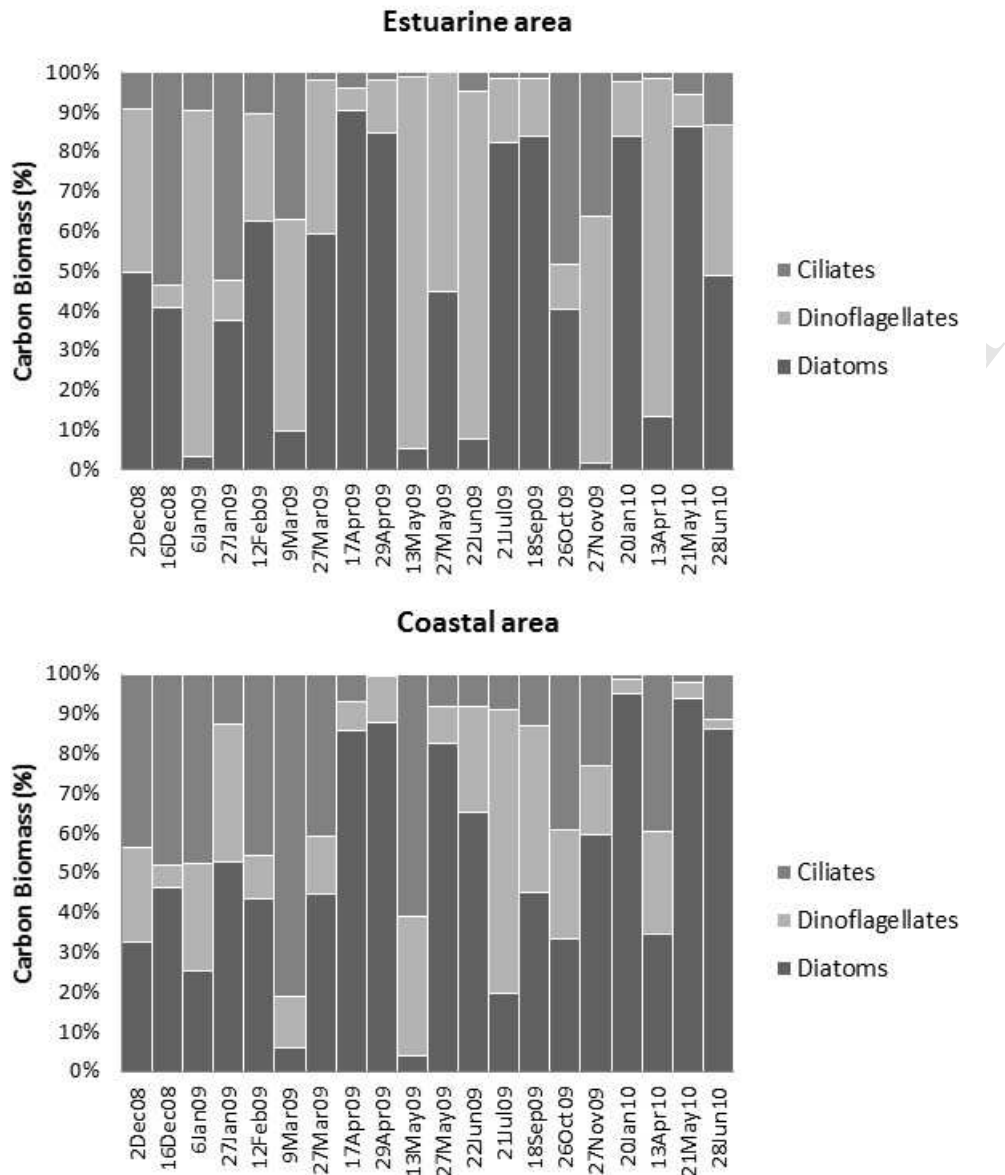 Estuarine area
100%
90%
80%
70%
60%
50%
40%
30%
20%
10%
0%
Carbon Biomass (%)
2Dec08
16Dec08
6Jan09
27Jan09
12Feb09
9Mar09
27Mar09
17Apr09
29Apr09
13May09
27May09
22Jun09
21Jul09
18Sep09
26Oct09
27Nov09
20Jan10
13Apr10
21May10
28Jun10
Ciliates
Dinoflagellates
Diatoms
Coastal area
100%
90%
80%
70%
60%
50%
40%
30%
20%
10%
0%
Carbon Biomass (%)
2Dec08
16Dec08
6Jan09
27Jan09
12Feb09
9Mar09
27Mar09
17Apr09
29Apr09
13May09
27May09
22Jun09
21Jul09
18Sep09
26Oct09
27Nov09
20Jan10
13Apr10
21May10
28Jun10
Ciliates
Dinoflagellates
Diatoms